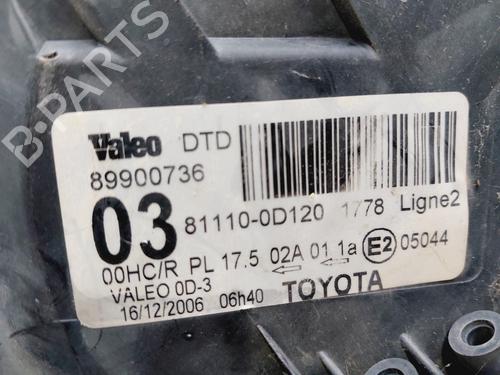 B-PARTS
Valeo DTD
89900736
03 81110-0D120 1778 Ligne2
00HC/R PL 17.5 02A 01 1a E2 05044
VALEO 0D-3
16/12/2006 06h40 TOYOTA